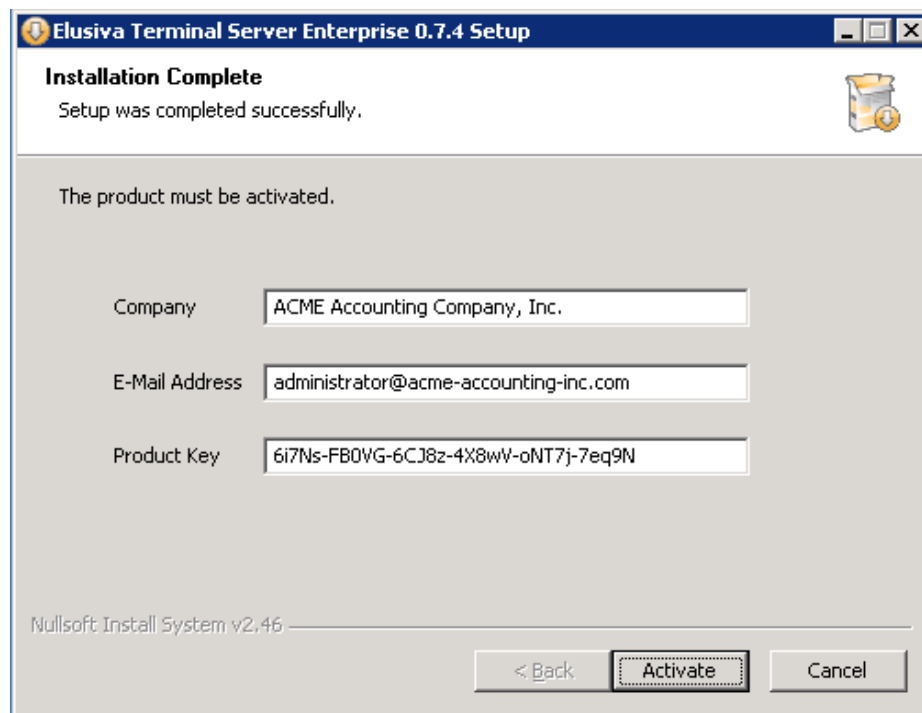 Elusiva Terminal Server Enterprise 0.7.4 Setup
Installation Complete
Setup was completed successfully.
The product must be activated.
Company ACME Accounting Company, Inc.
E-Mail Address administrator@acme-accounting-inc.com
Product Key 6i7Ns-FB0VG-6CJ8z-4X8wV-oNT7j-7eq9N
Nullsoft Install System v2.46
< Back Activate Cancel